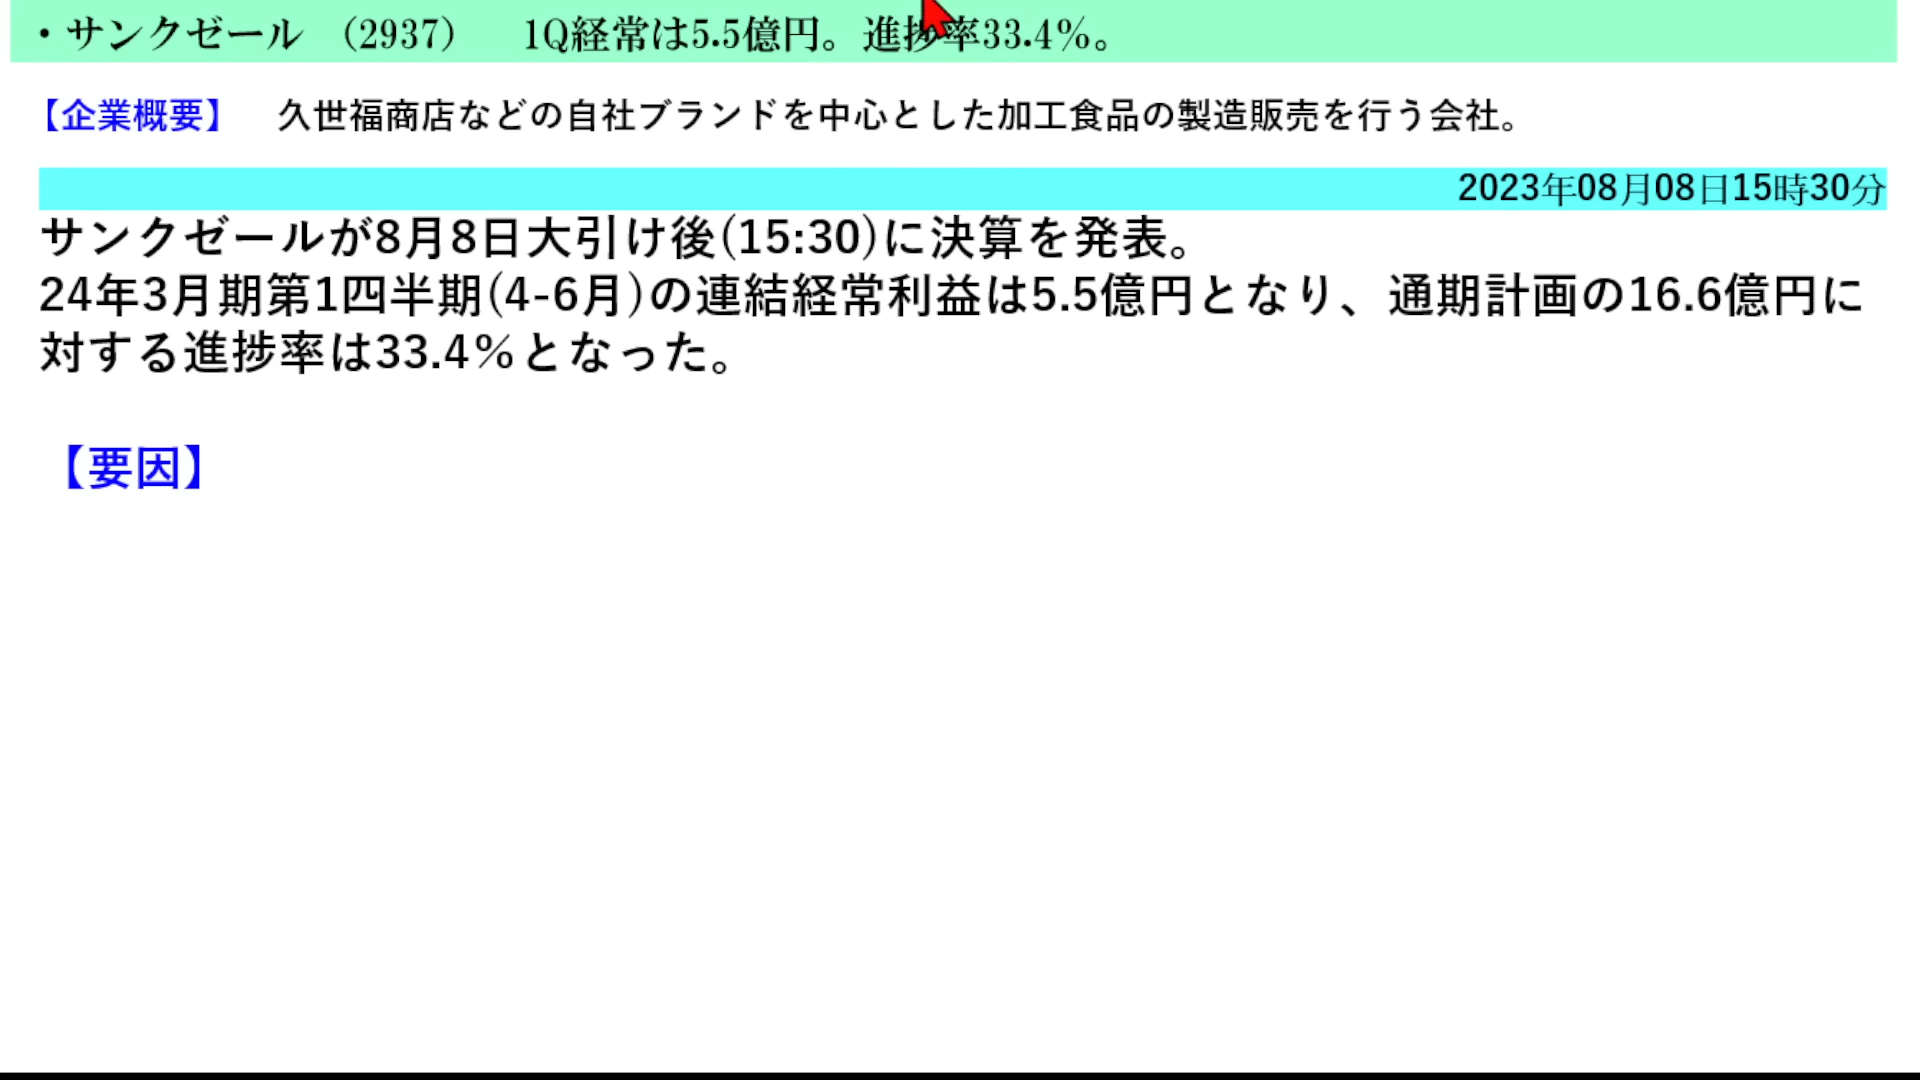 ・サンクゼール （2937） 1Q経常は5.5億円。進捗率33.4％。
【企業概要】 久世福商店などの自社ブランドを中心とした加工食品の製造販売を行う会社。
2023年08月08日15時30分
サンクゼールが8月8日大引け後(15:30)に決算を発表。
24年3月期第1四半期(4-6月)の連結経常利益は5.5億円となり、通期計画の16.6億円に
対する進捗率は33.4％となった。
【要因】